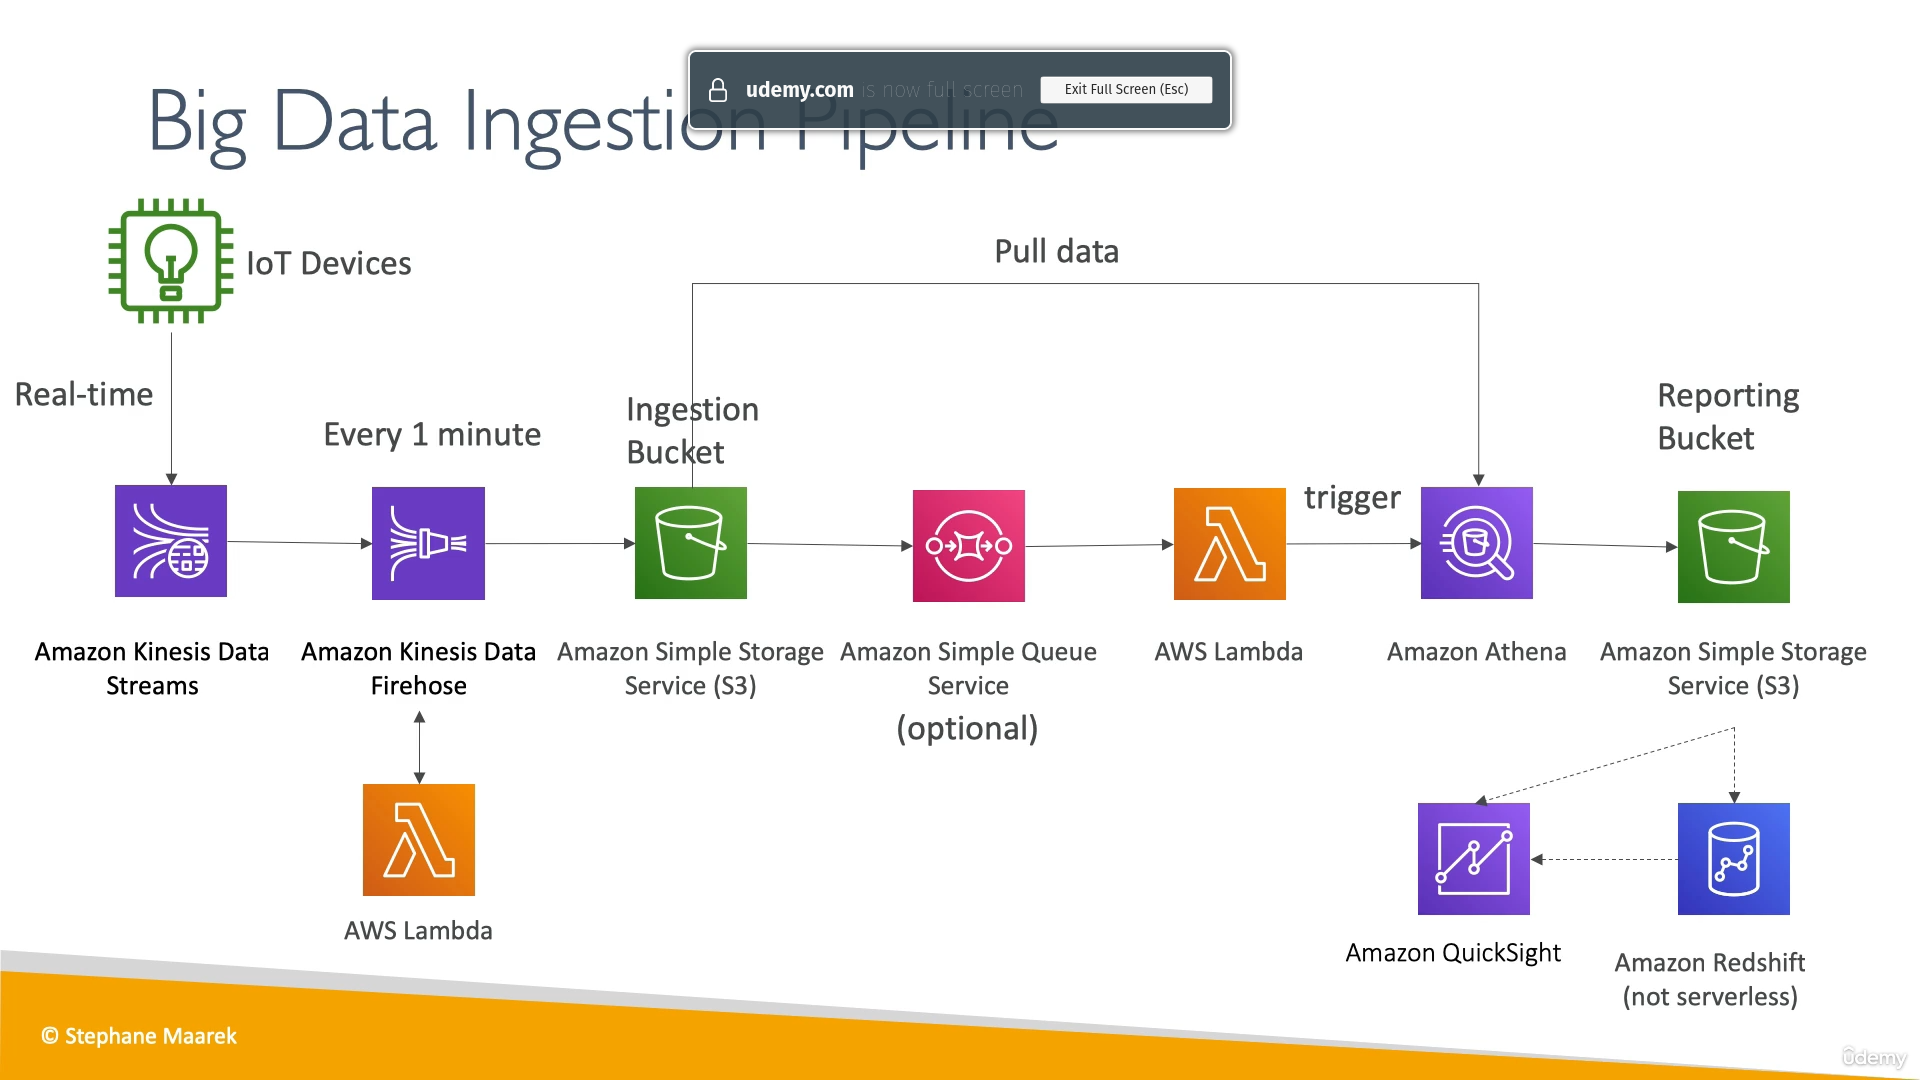 udemy.com is now full screen
Exit Full Screen (Esc)
Big Data Ingestion Pipeline
IoT Devices
Pull data
Real-time
Every 1 minute
Ingestion
Bucket
trigger
Reporting
Bucket
Amazon Kinesis Data
Streams
Amazon Kinesis Data
Firehose
Amazon Simple Storage
Service (S3)
Amazon Simple Queue
Service
(optional)
AWS Lambda
Amazon Athena
Amazon Simple Storage
Service (S3)
AWS Lambda
Amazon QuickSight
Amazon Redshift
(not serverless)
© Stephane Maarek
ûdemy